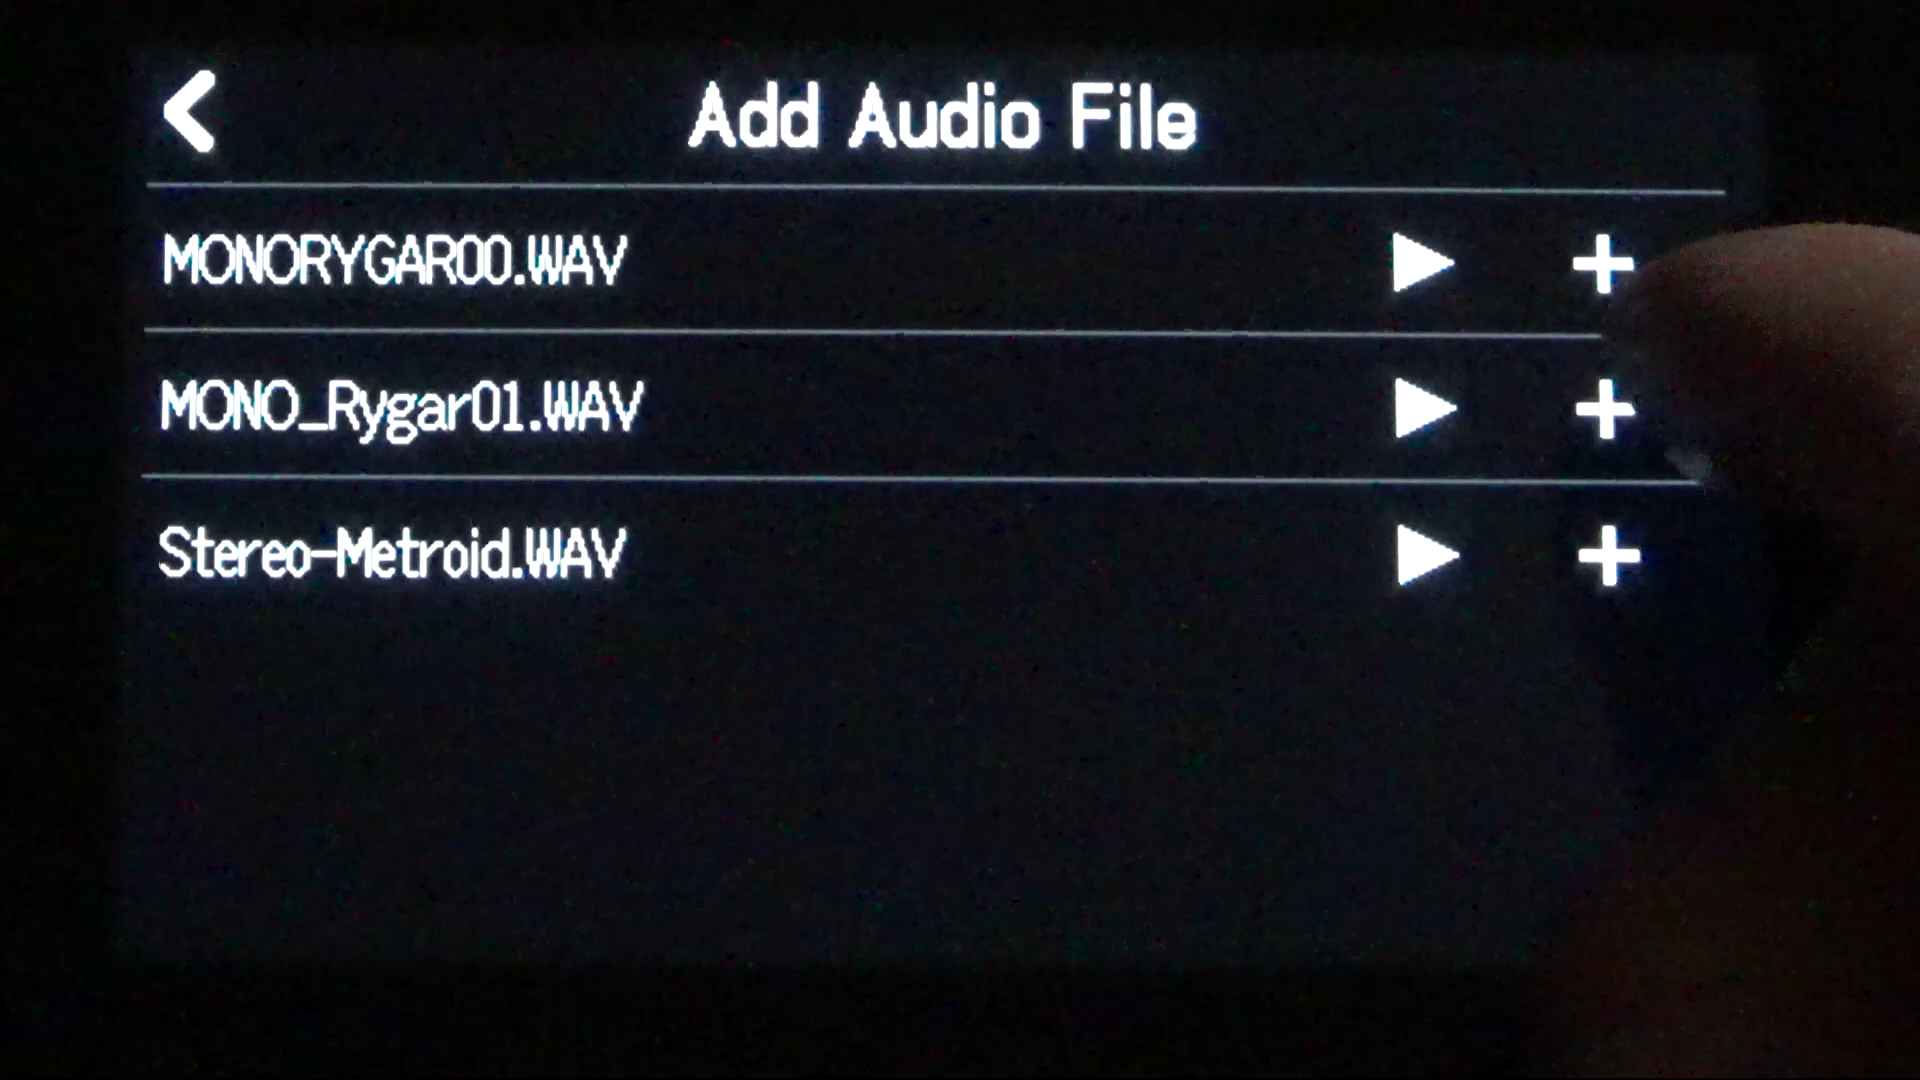 Add Audio File
MONORYGAR00.WAV
MONO_Rygar01.WAV
Stereo-Metroid.WAV